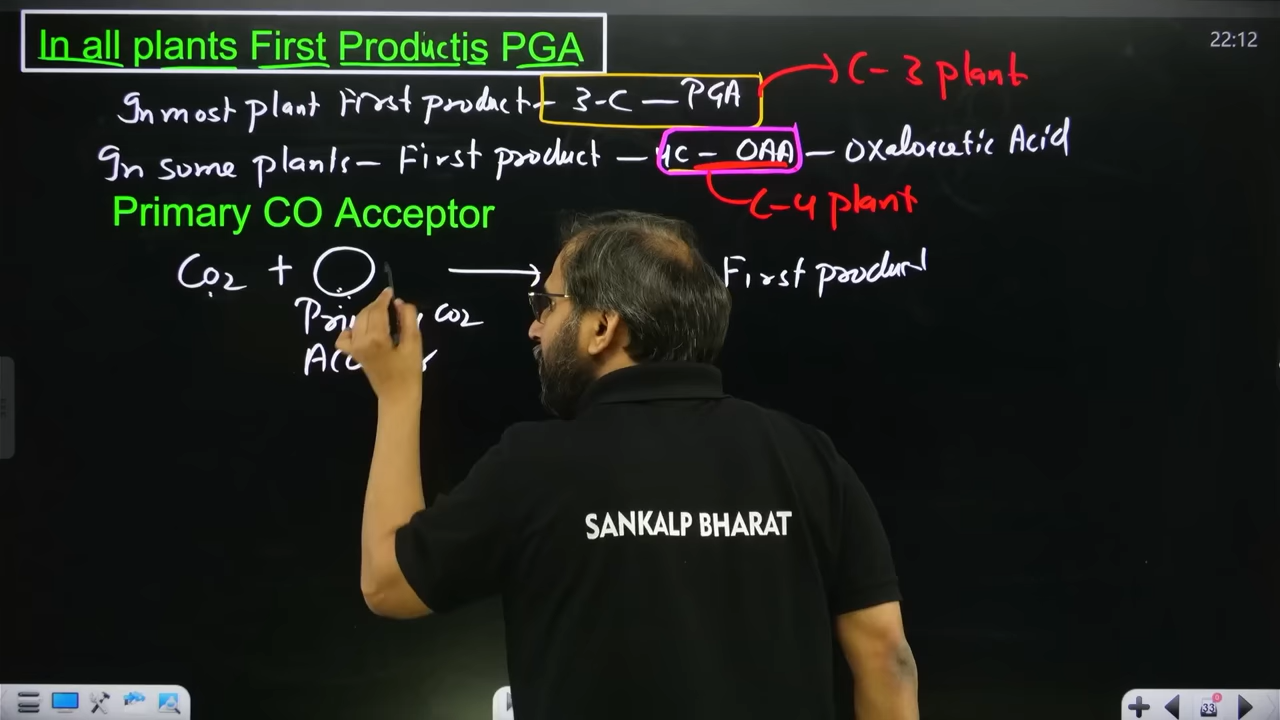 In all plants First Productis PGA
22:12
In most plant First product - 3-C - PGA
C-3 plant
In some plants - First product - 4C - OAA - Oxaloacetic Acid
C-4 plant
Primary CO Acceptor
CO2 + → First product
CO2
SANKALP BHARAT
33